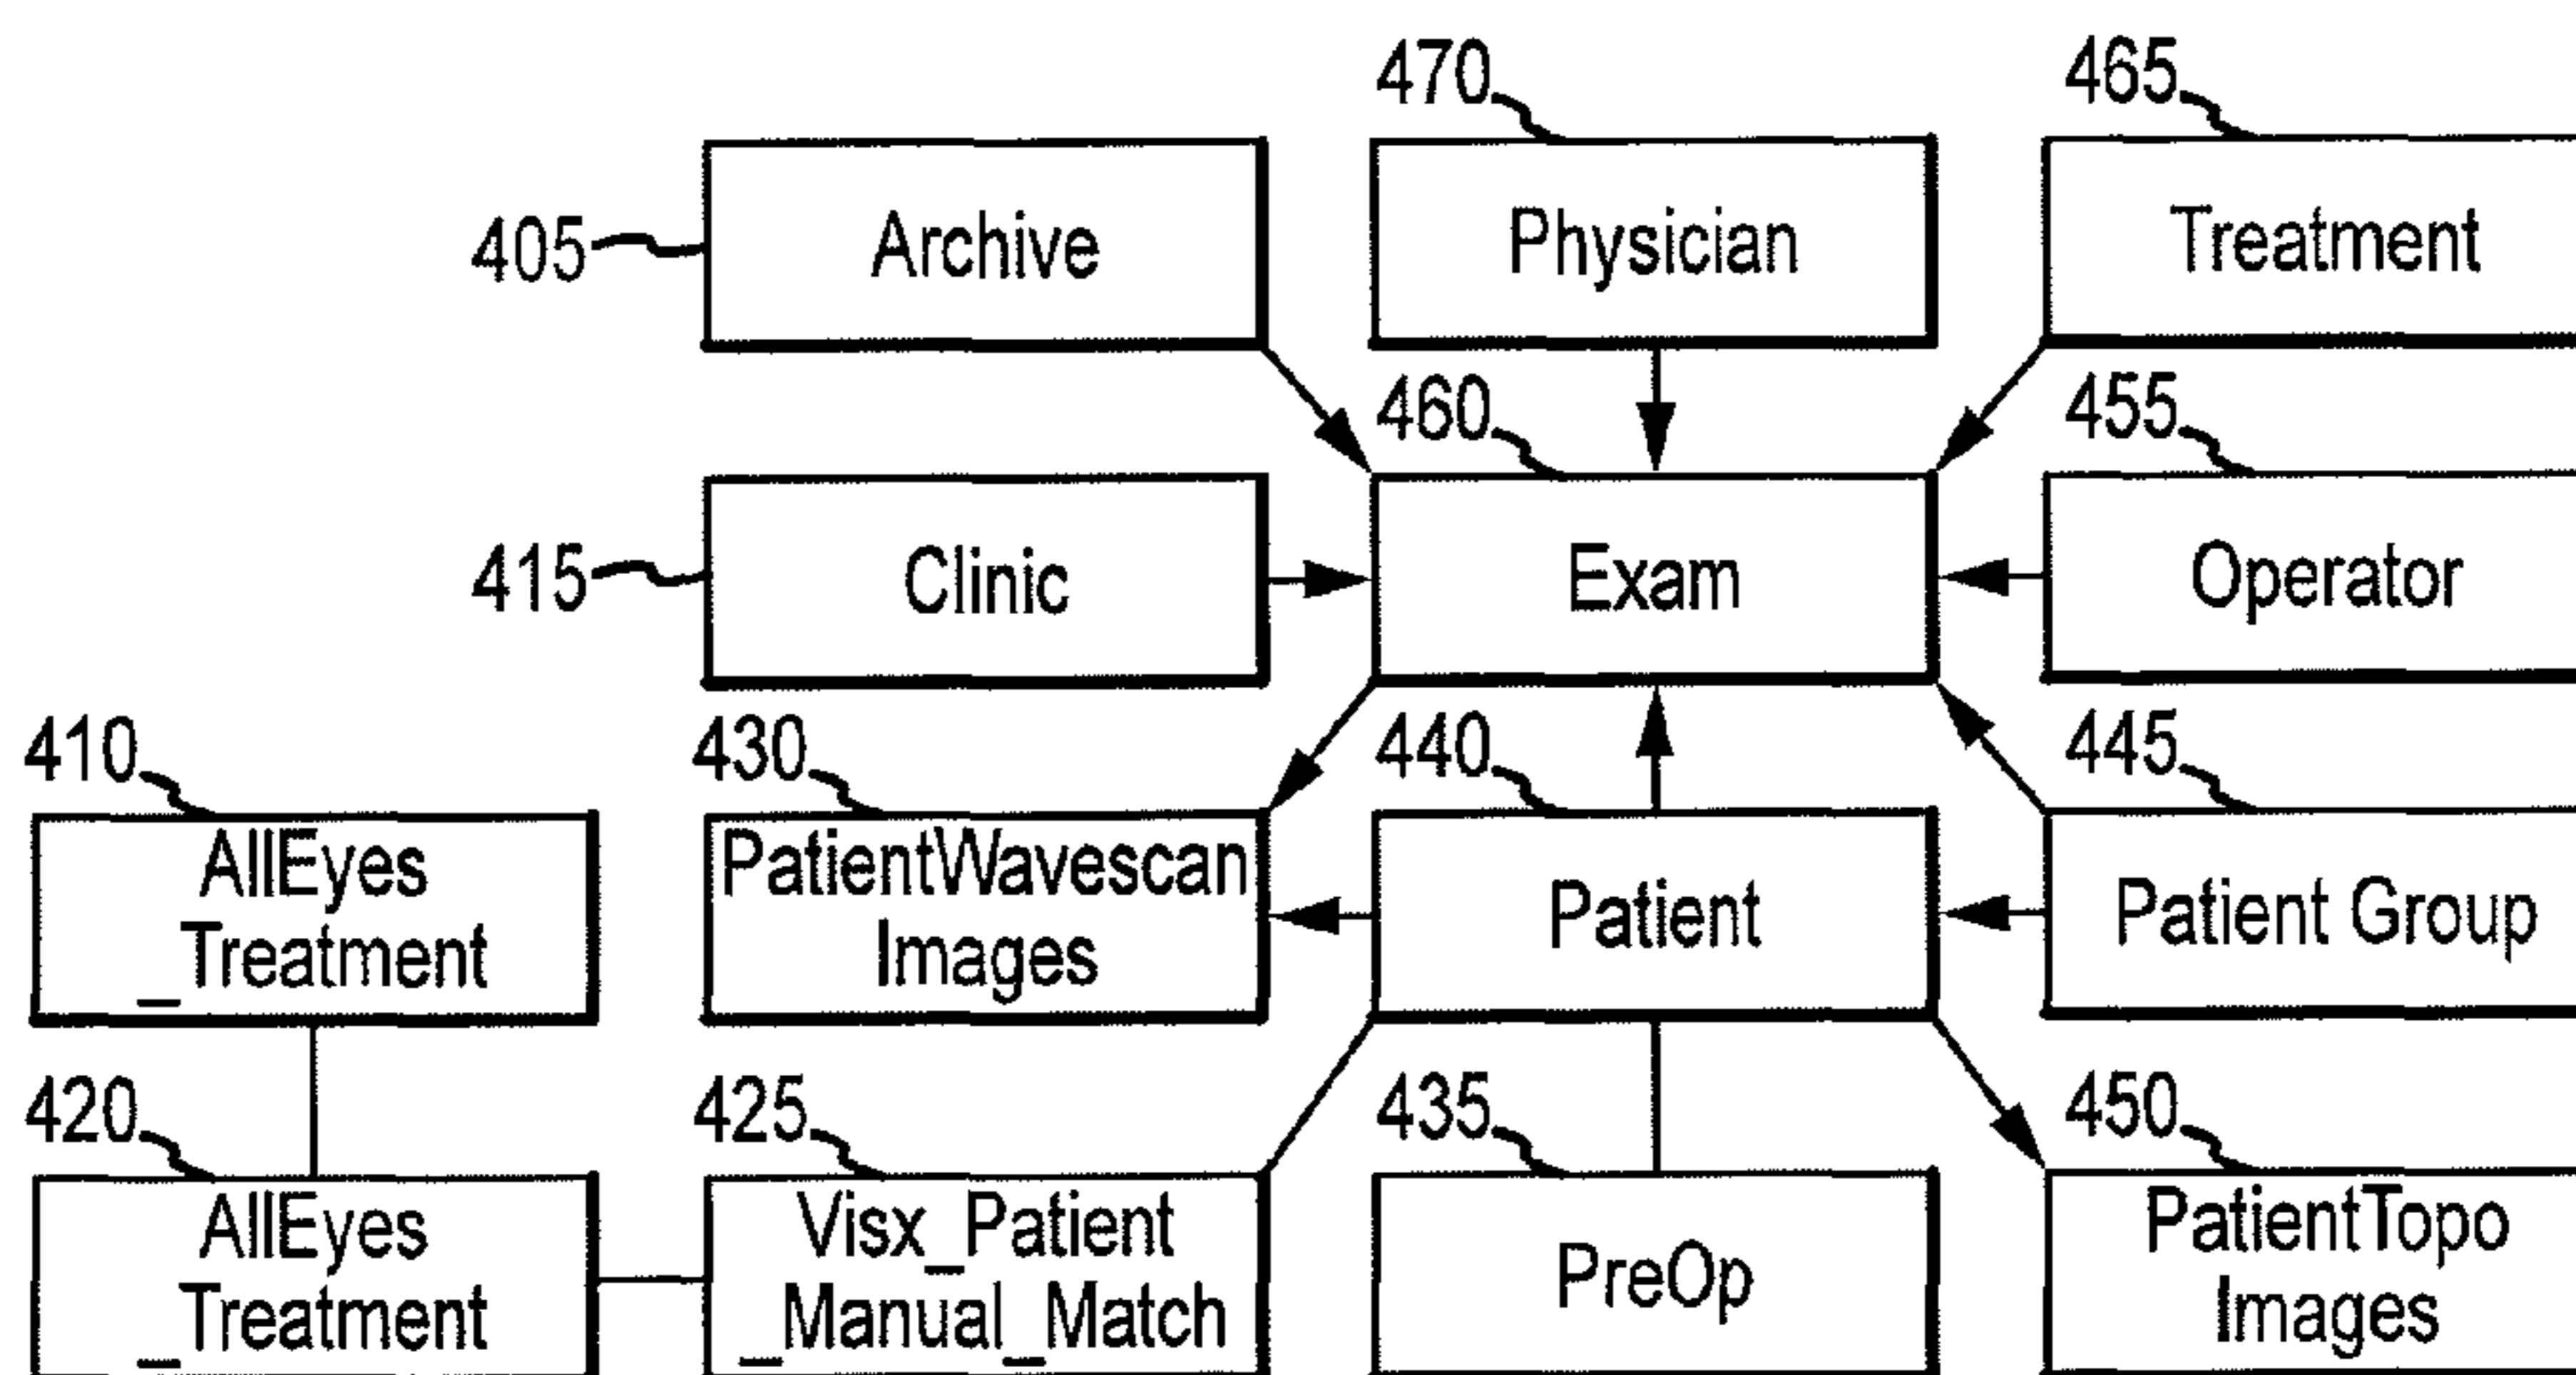 470
465
405
Archive
Physician
Treatment
460
455
415
Clinic
Exam
Operator
410
430
440
445
AllEyes
_Treatment
PatientWavescan
Images
Patient
Patient Group
420
425
435
450
AllEyes
_Treatment
Visx_Patient
_Manual_Match
PreOp
PatientTopo
Images